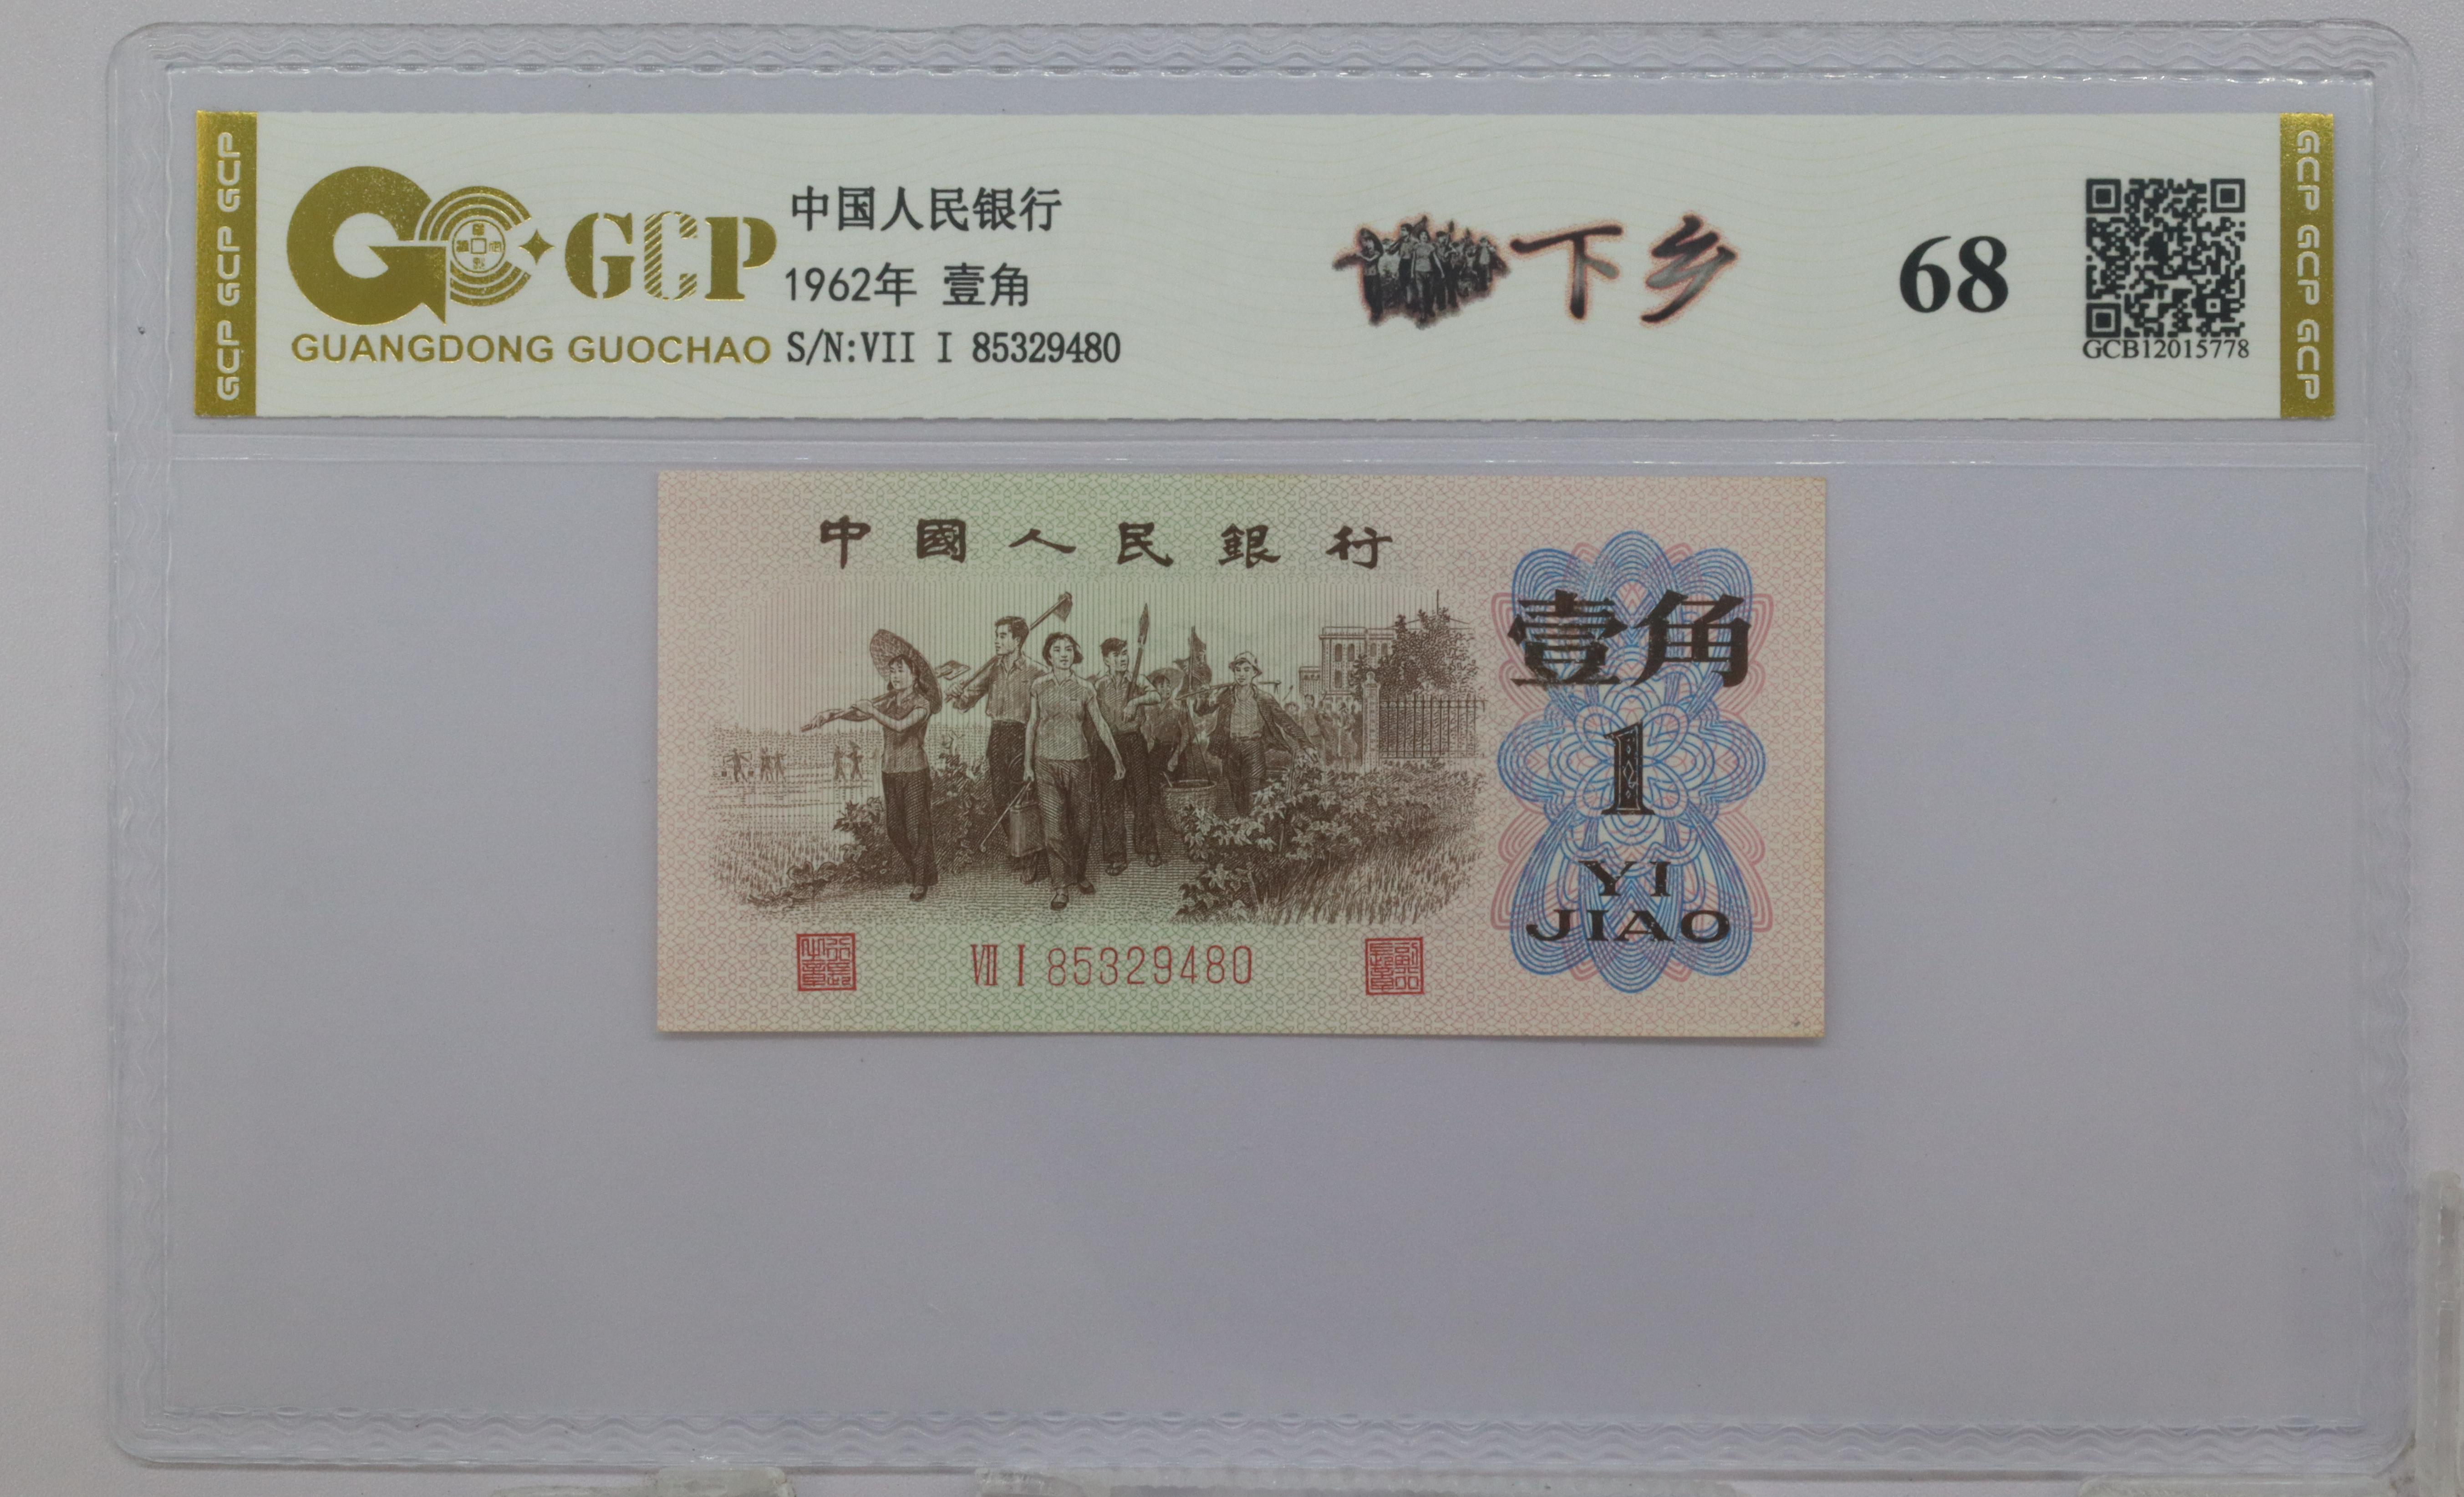 GCP GCP GCP
GCP
GUANGDONG GUOCHAO
中国人民银行
1962年 壹角
S/N:VII I 85329480
下乡
68
GCB12015778
GCP GCP GCP
中國人民銀行
壹角
1
YI
JIAO
VII I 85329480